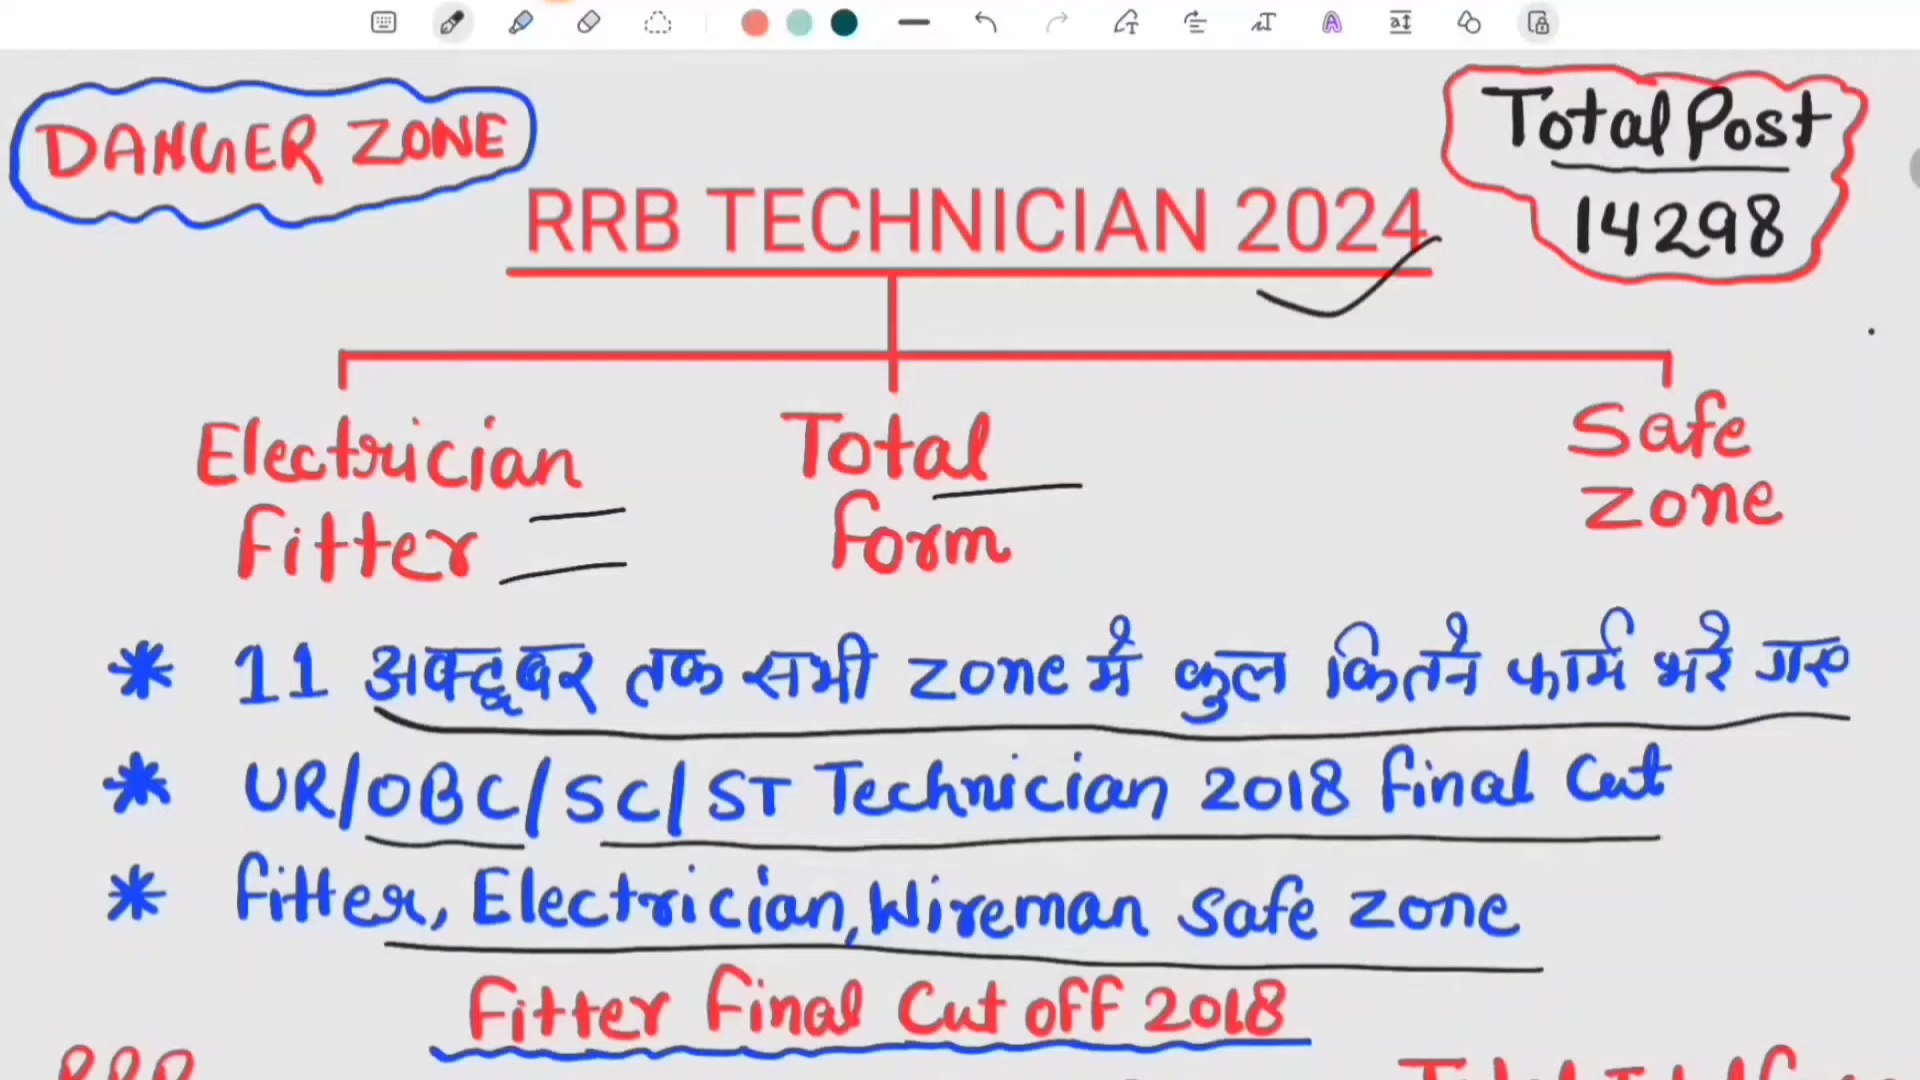 DANGER ZONE
Total Post
14298
RRB TECHNICIAN 2024
Electrician
Fitter
Total
form
Safe
zone
* 11 अक्टूबर तक सभी zone में कुल कितने फार्म भरे गए
* UR/OBC/SC/ST Technician 2018 final Cut
* fitter, Electrician, Wireman safe zone
Fitter final Cut off 2018
RRB